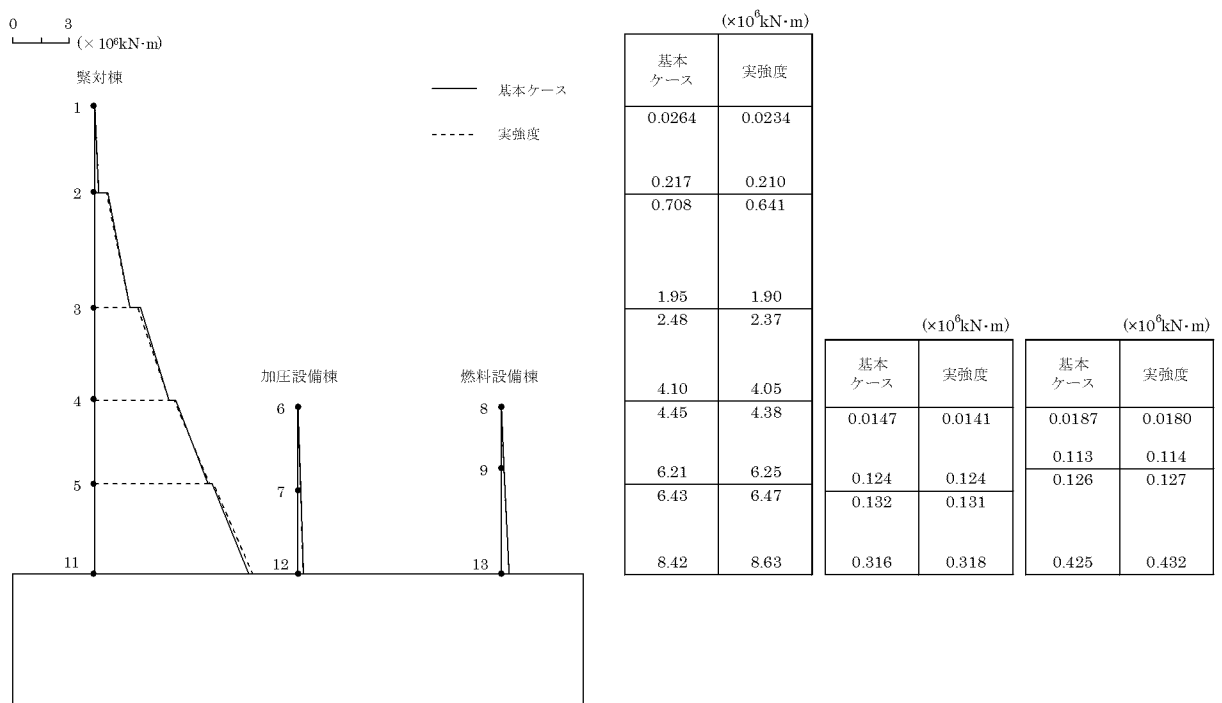 0 3
(× 10⁶kN·m)
緊対棟
基本ケース
実強度
1
2
3
4
5
11
加圧設備棟
6
7
12
燃料設備棟
8
9
13
(×10⁶kN·m)
基本
ケース 実強度
0.0264 0.0234
0.217 0.210
0.708 0.641
1.95 1.90
2.48 2.37
4.10 4.05
4.45 4.38
6.21 6.25
6.43 6.47
8.42 8.63
(×10⁶kN·m)
基本
ケース 実強度
0.0147 0.0141
0.124 0.124
0.132 0.131
0.316 0.318
(×10⁶kN·m)
基本
ケース 実強度
0.0187 0.0180
0.113 0.114
0.126 0.127
0.425 0.432